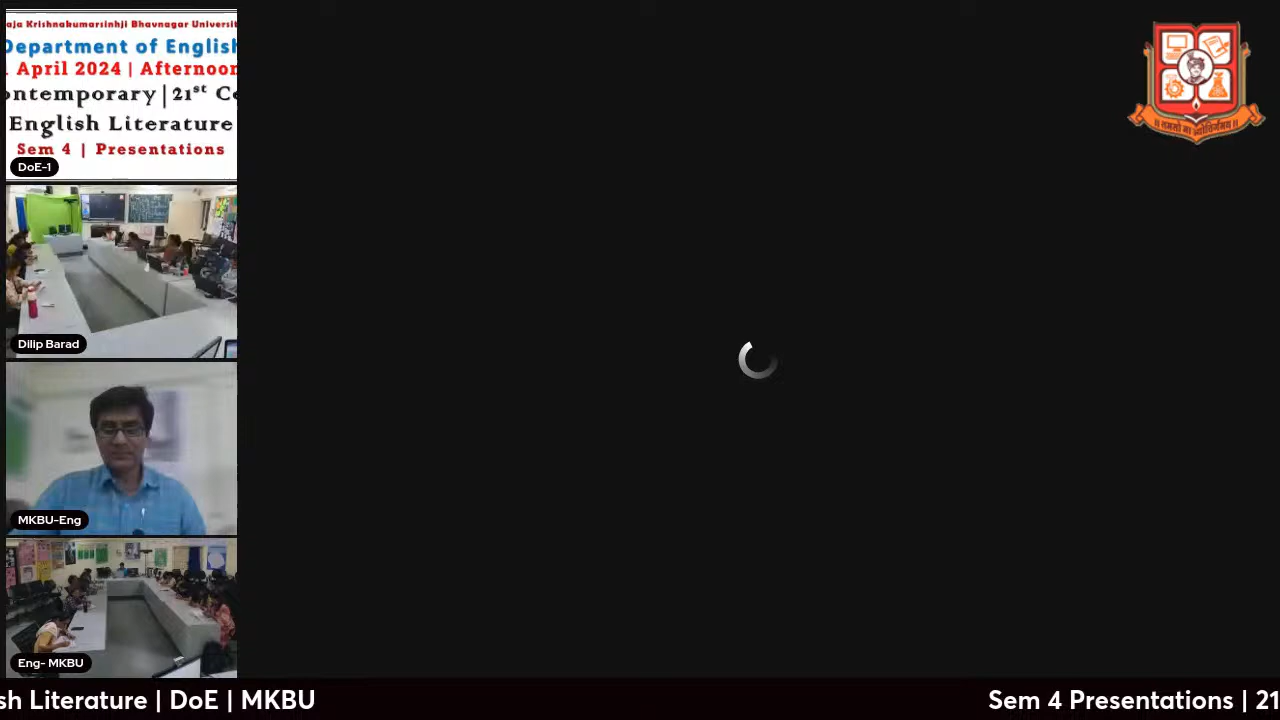 aja Krishnakumarsinhji Bhavnagar Universit
Department of English
April 2024 | Afternoon
ontemporary|21st Ce
English Literature
Sem 4 | Presentations
DoE-1
Dilip Barad
MKBU-Eng
Eng- MKBU
sh Literature | DoE | MKBU
Sem 4 Presentations | 21